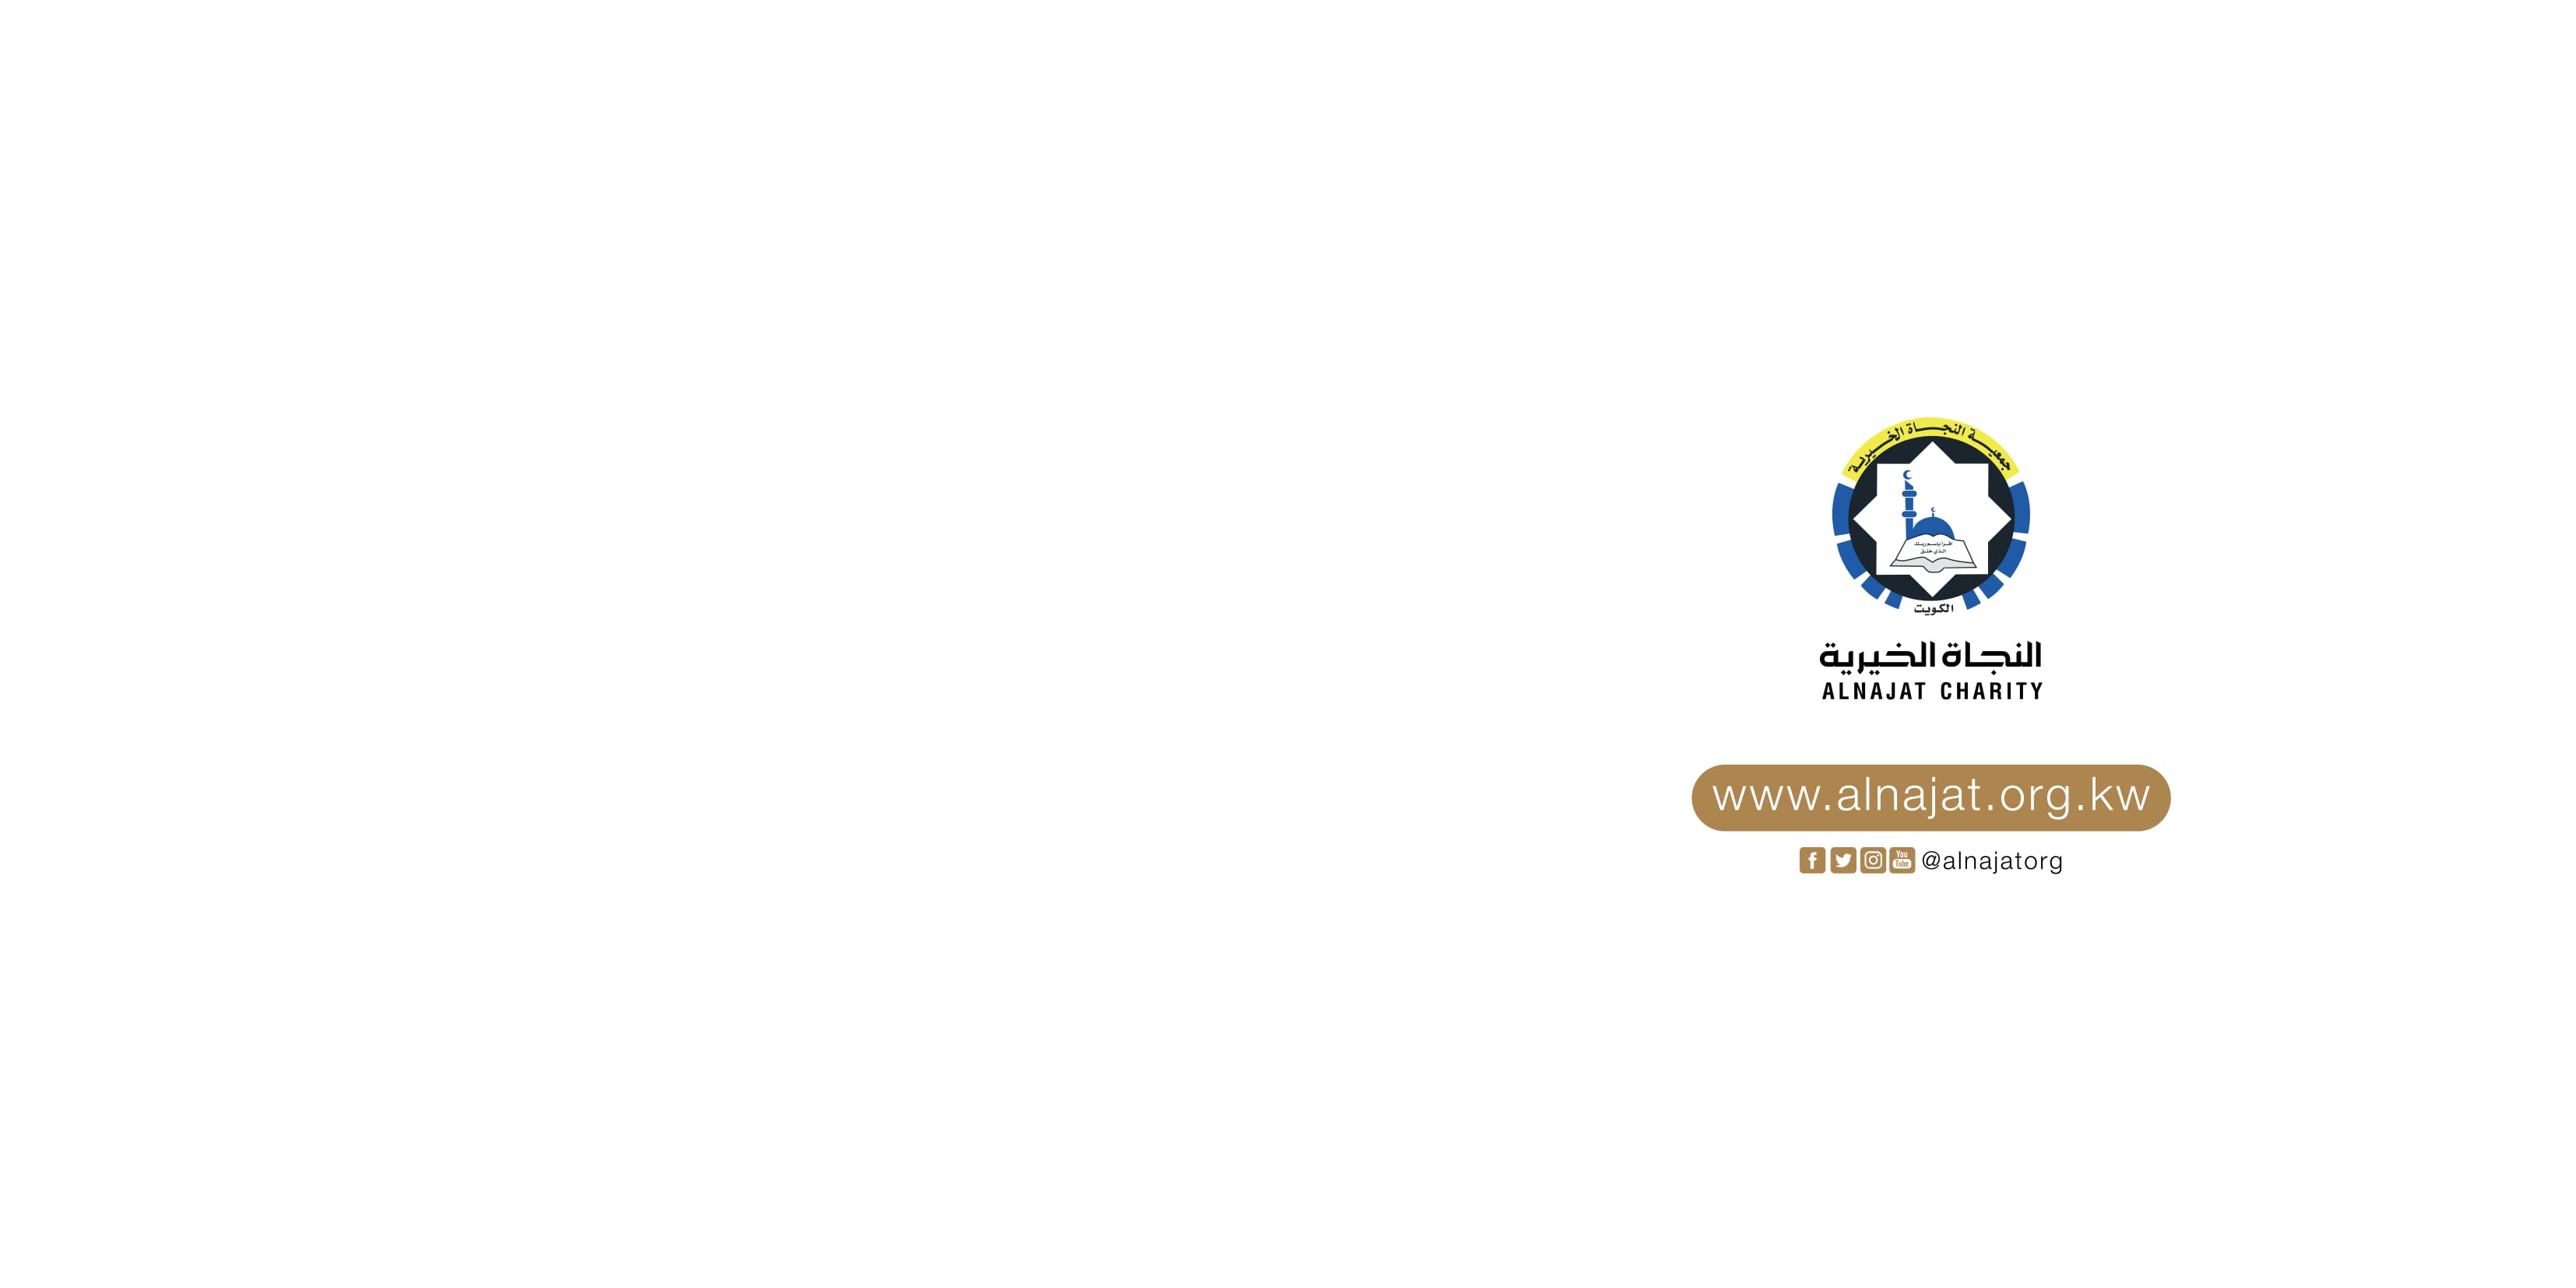 جمعية النجاة الخيرية
اقرأ باسم ربك
الذي خلق
الكويت
النجاة الخيرية
ALNAJAT CHARITY
www.alnajat.org.kw
You
Tube
@alnajatorg